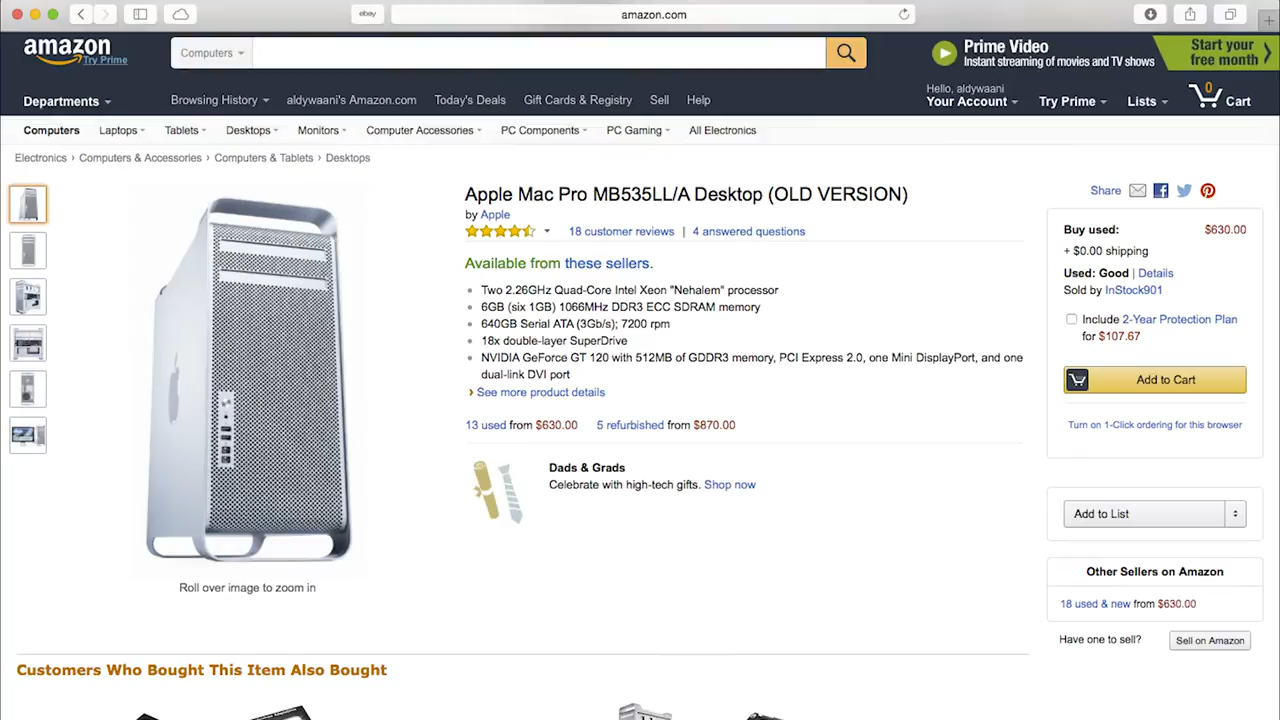 ebay
amazon.com
amazon
Try Prime
Computers
Prime Video
Instant streaming of movies and TV shows
Start your
free month
Departments
Browsing History
aldywaani's Amazon.com
Today's Deals
Gift Cards & Registry
Sell
Help
Hello, aldywaani
Your Account
Try Prime
Lists
0
Cart
Computers
Laptops
Tablets
Desktops
Monitors
Computer Accessories
PC Components
PC Gaming
All Electronics
Electronics › Computers & Accessories › Computers & Tablets › Desktops
Apple Mac Pro MB535LL/A Desktop (OLD VERSION)
by Apple
18 customer reviews | 4 answered questions
Available from these sellers.
Two 2.26GHz Quad-Core Intel Xeon "Nehalem" processor
6GB (six 1GB) 1066MHz DDR3 ECC SDRAM memory
640GB Serial ATA (3Gb/s); 7200 rpm
18x double-layer SuperDrive
NVIDIA GeForce GT 120 with 512MB of GDDR3 memory, PCI Express 2.0, one Mini DisplayPort, and one
dual-link DVI port
› See more product details
13 used from $630.00 5 refurbished from $870.00
Dads & Grads
Celebrate with high-tech gifts. Shop now
Roll over image to zoom in
Share
Buy used: $630.00
+ $0.00 shipping
Used: Good | Details
Sold by InStock901
Include 2-Year Protection Plan
for $107.67
Add to Cart
Turn on 1-Click ordering for this browser
Add to List
Other Sellers on Amazon
18 used & new from $630.00
Have one to sell?
Sell on Amazon
Customers Who Bought This Item Also Bought